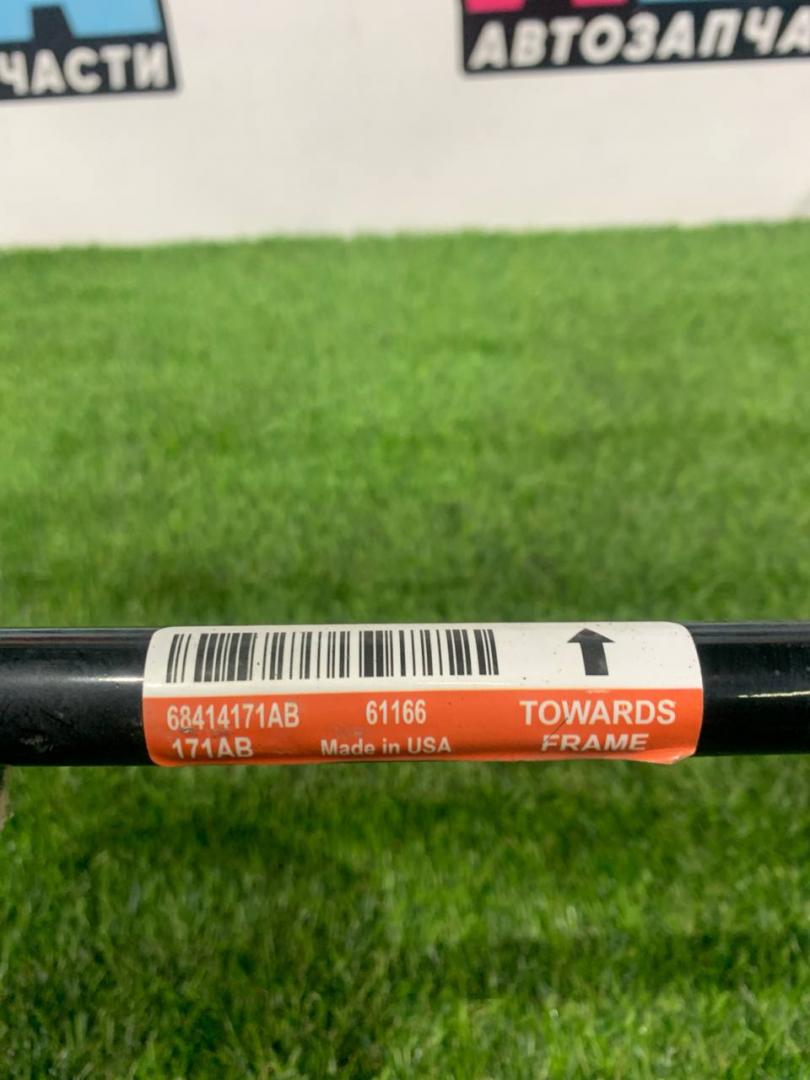 ЧАСТИ
АВТОЗАПЧА
68414171AB 61166 TOWARDS
171AB Made in USA FRAME